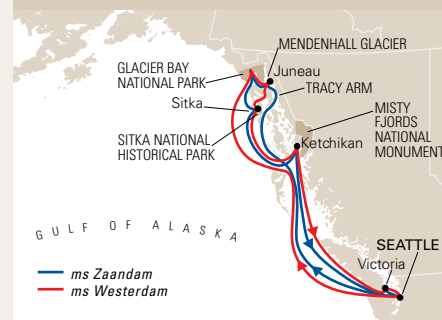 MENDENHALL GLACIER
GLACIER BAY
NATIONAL PARK
Juneau
TRACY ARM
Sitka
MISTY
FJORDS
NATIONAL
MONUMENT
SITKA NATIONAL
HISTORICAL PARK
Ketchikan
GULF OF ALASKA
SEATTLE
Victoria
ms Zaandam
ms Westerdam